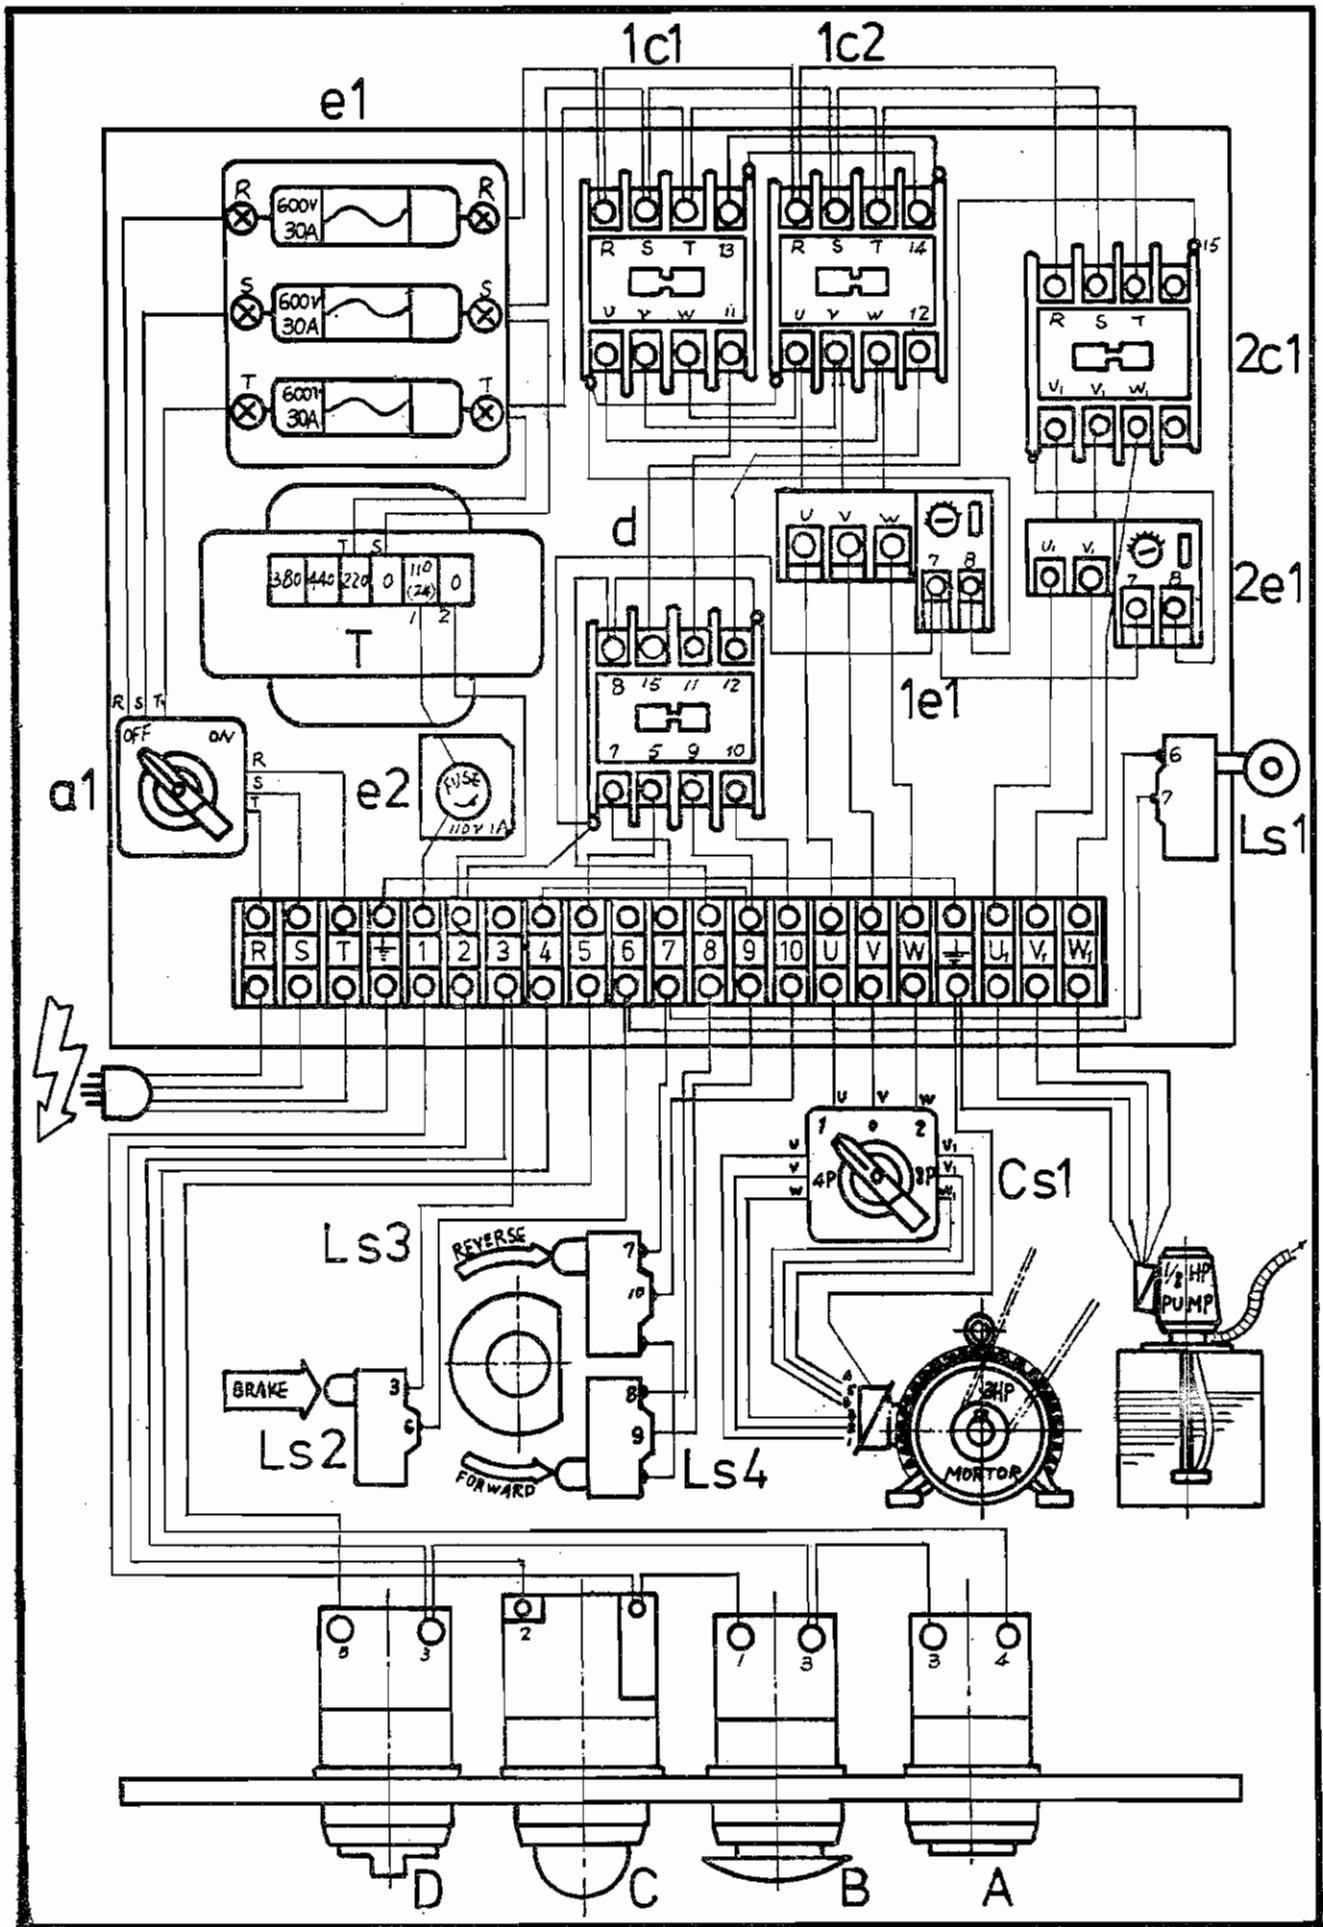 1c1 1c2
e1
R 600V 30A R
S 600V 30A S
T 600V 30A T
R S T 13
U V W 11
R S T 14
U V W 12
15
R S T
V₁ V₁ W₁
2c1
T S
380 440 220 0 110 (24) 0
1 2
T
d
U V W
7 8
1e1
U₁ V₁
7 8
2e1
8 15 11 12
7 5 9 10
R S T
OFF ON
R
S
T
a1
e2
FUSE
110V 1A
6
7
Ls1
R S T ⏚ 1 2 3 4 5 6 7 8 9 10 U V W ⏚ U₁ V₁ W₁
U V W
1 0 2
U V W
4P 0 2P
V₁ V₁ W₁
Cs1
Ls3
REVERSE
7
10
BRAKE
3
6
Ls2
8
9
FORWARD
Ls4
3HP
MORTOR
1/8 HP
PUMP
5 3
2
1 3
3 4
D C B A